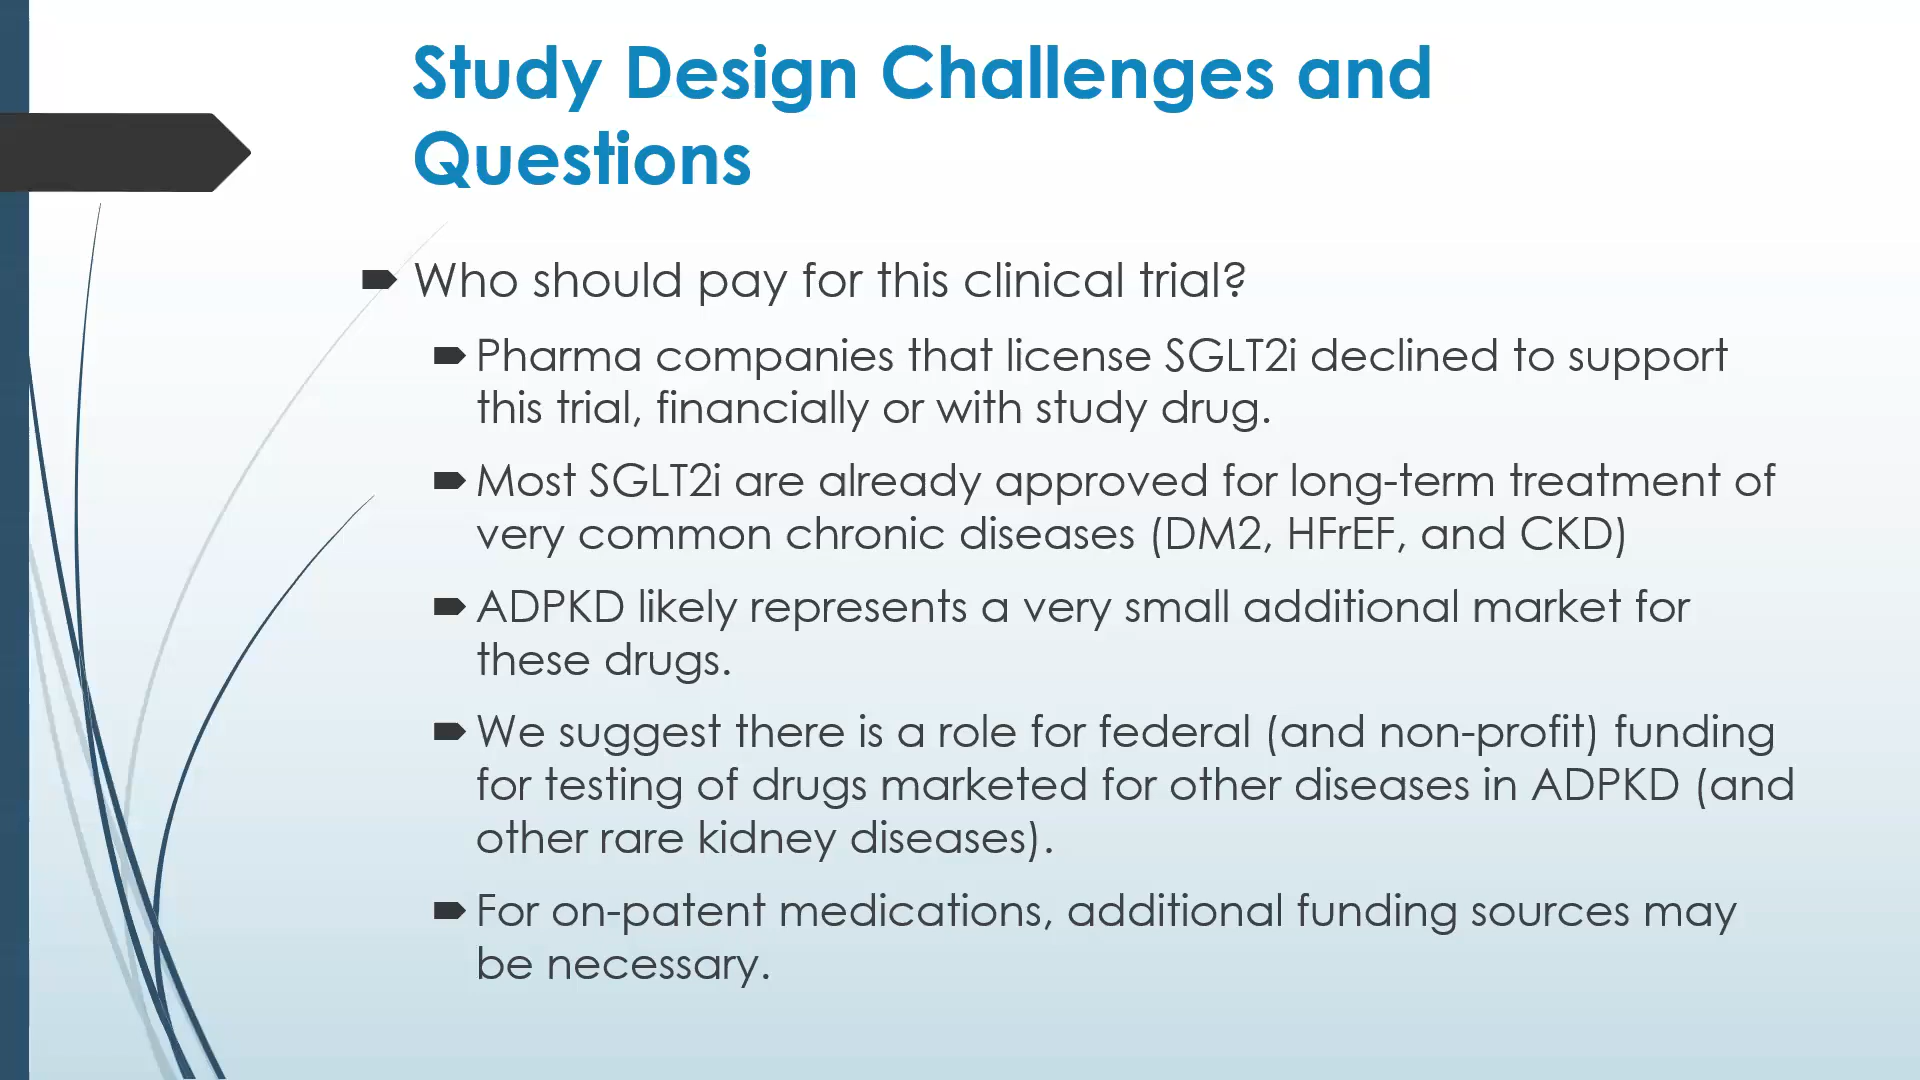 Study Design Challenges and
Questions
Who should pay for this clinical trial?
Pharma companies that license SGLT2i declined to support
this trial, financially or with study drug.
Most SGLT2i are already approved for long-term treatment of
very common chronic diseases (DM2, HFrEF, and CKD)
ADPKD likely represents a very small additional market for
these drugs.
We suggest there is a role for federal (and non-profit) funding
for testing of drugs marketed for other diseases in ADPKD (and
other rare kidney diseases).
For on-patent medications, additional funding sources may
be necessary.